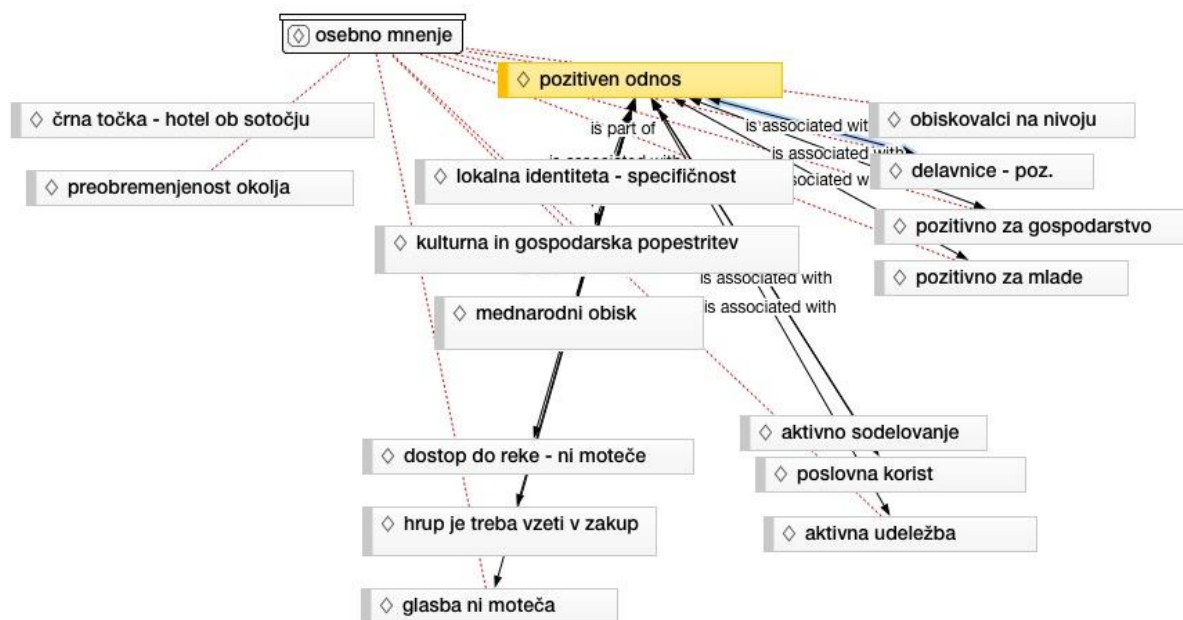 osebno mnenje
pozitiven odnos
črna točka - hotel ob sotočju
obiskovalci na nivoju
is part of
is associated with
is associated with
is associated with
delavnice - poz.
lokalna identiteta - specifičnost
preobremenjenost okolja
pozitivno za gospodarstvo
kulturna in gospodarska popestritev
pozitivno za mlade
is associated with
mednarodni obisk
is associated with
aktivno sodelovanje
dostop do reke - ni moteče
poslovna korist
hrup je treba vzeti v zakup
aktivna udeležba
glasba ni moteča